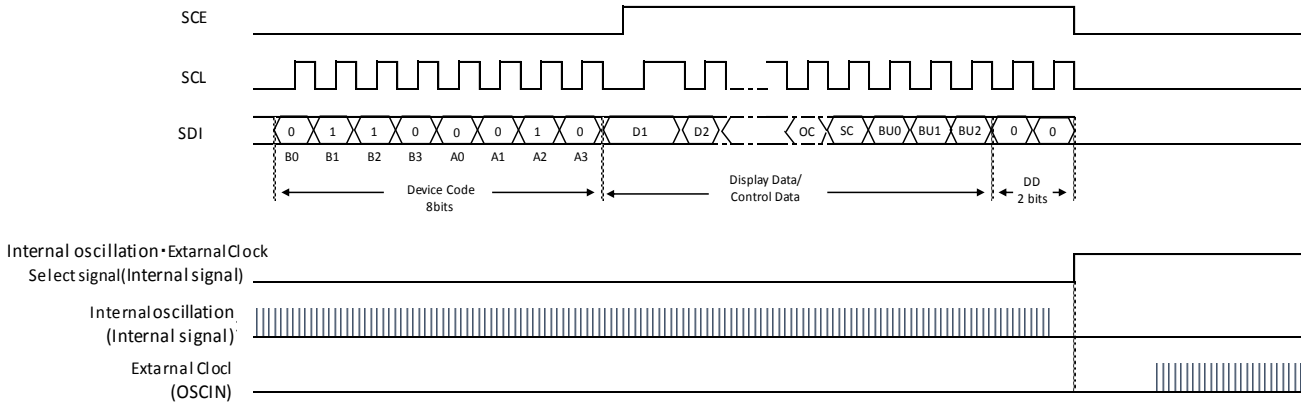 SCE
SCL
SDI
0 1 1 0 0 0 1 0 D1 D2 OC SC BU0 BU1 BU2 0 0
B0 B1 B2 B3 A0 A1 A2 A3
Device Code
8bits
Display Data/
Control Data
DD
2 bits
Internal oscillation・ExtarnalClock
Select signal(Internal signal)
Internaloscillation
(Internal signal)
Extarnal Clocl
(OSCIN)